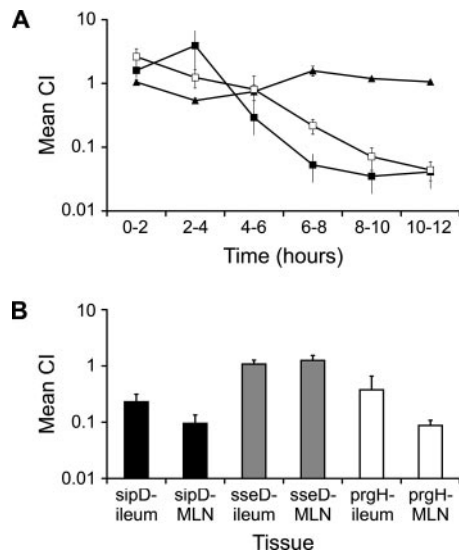 A
10
1
0.1
0.01
Mean CI
0-2 2-4 4-6 6-8 8-10 10-12
Time (hours)
B
10
1
0.1
0.01
Mean CI
sipD-ileum sipD-MLN sseD-ileum sseD-MLN prgH-ileum prgH-MLN
Tissue